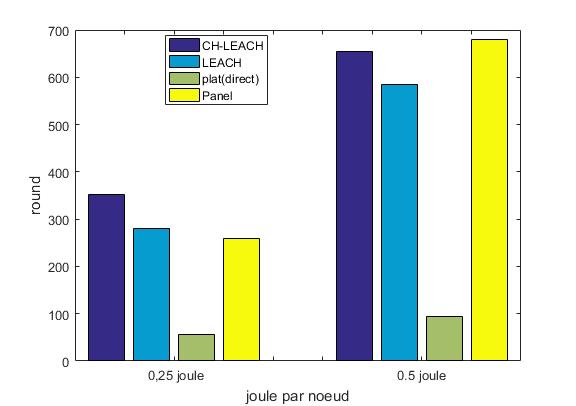 700
600
500
400
300
200
100
0
round
CH-LEACH
LEACH
plat(direct)
Panel
0,25 joule
0.5 joule
joule par noeud